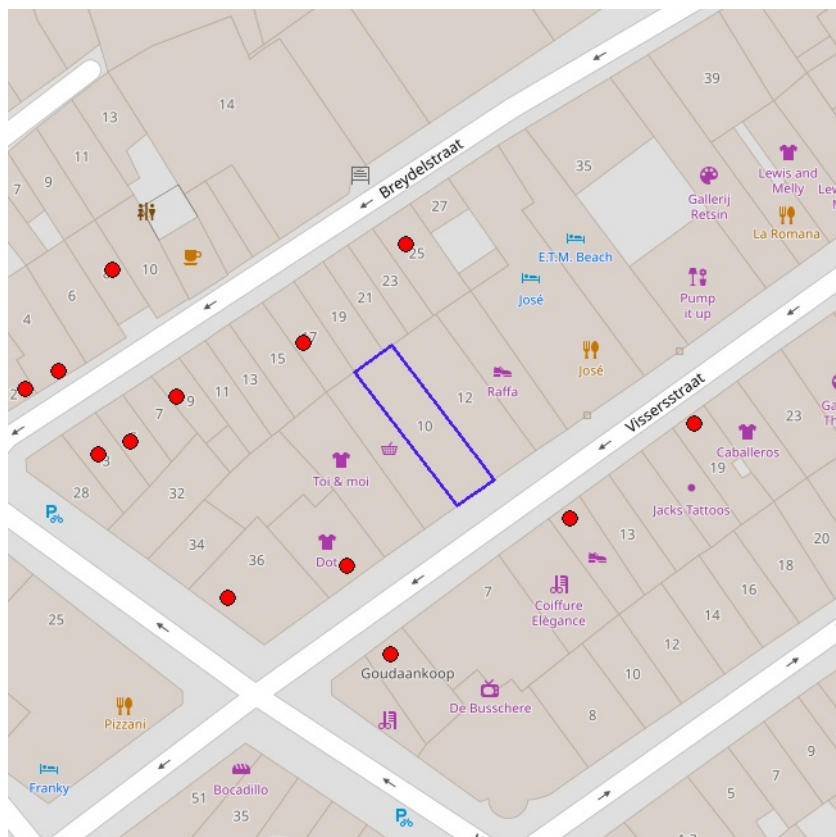 39
13
14
11
35
Lewis and
Melly
7
9
Breydelstraat
Gallerij
Retsin
27
La Romana
25
E.T.M. Beach
10
6
23
José
Pump
it up
21
4
19
17
José
15
Raffa
13
12
Vissersstraat
2
11
9
7
10
23
Caballeros
3
19
Toi & moi
28
32
Jacks Tattoos
P
34
13
20
36
Dot
18
7
16
Coiffure
Elègance
25
14
12
Goudaankoop
10
Pizzani
De Busschere
8
9
Franky
Bocadillo
7
51
5
35
P